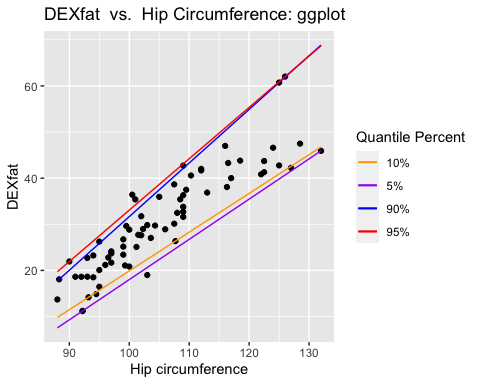 DEXfat  vs.  Hip Circumference: ggplot
60
40
20
DEXfat
90 100 110 120 130
Hip circumference
Quantile Percent
10%
5%
90%
95%